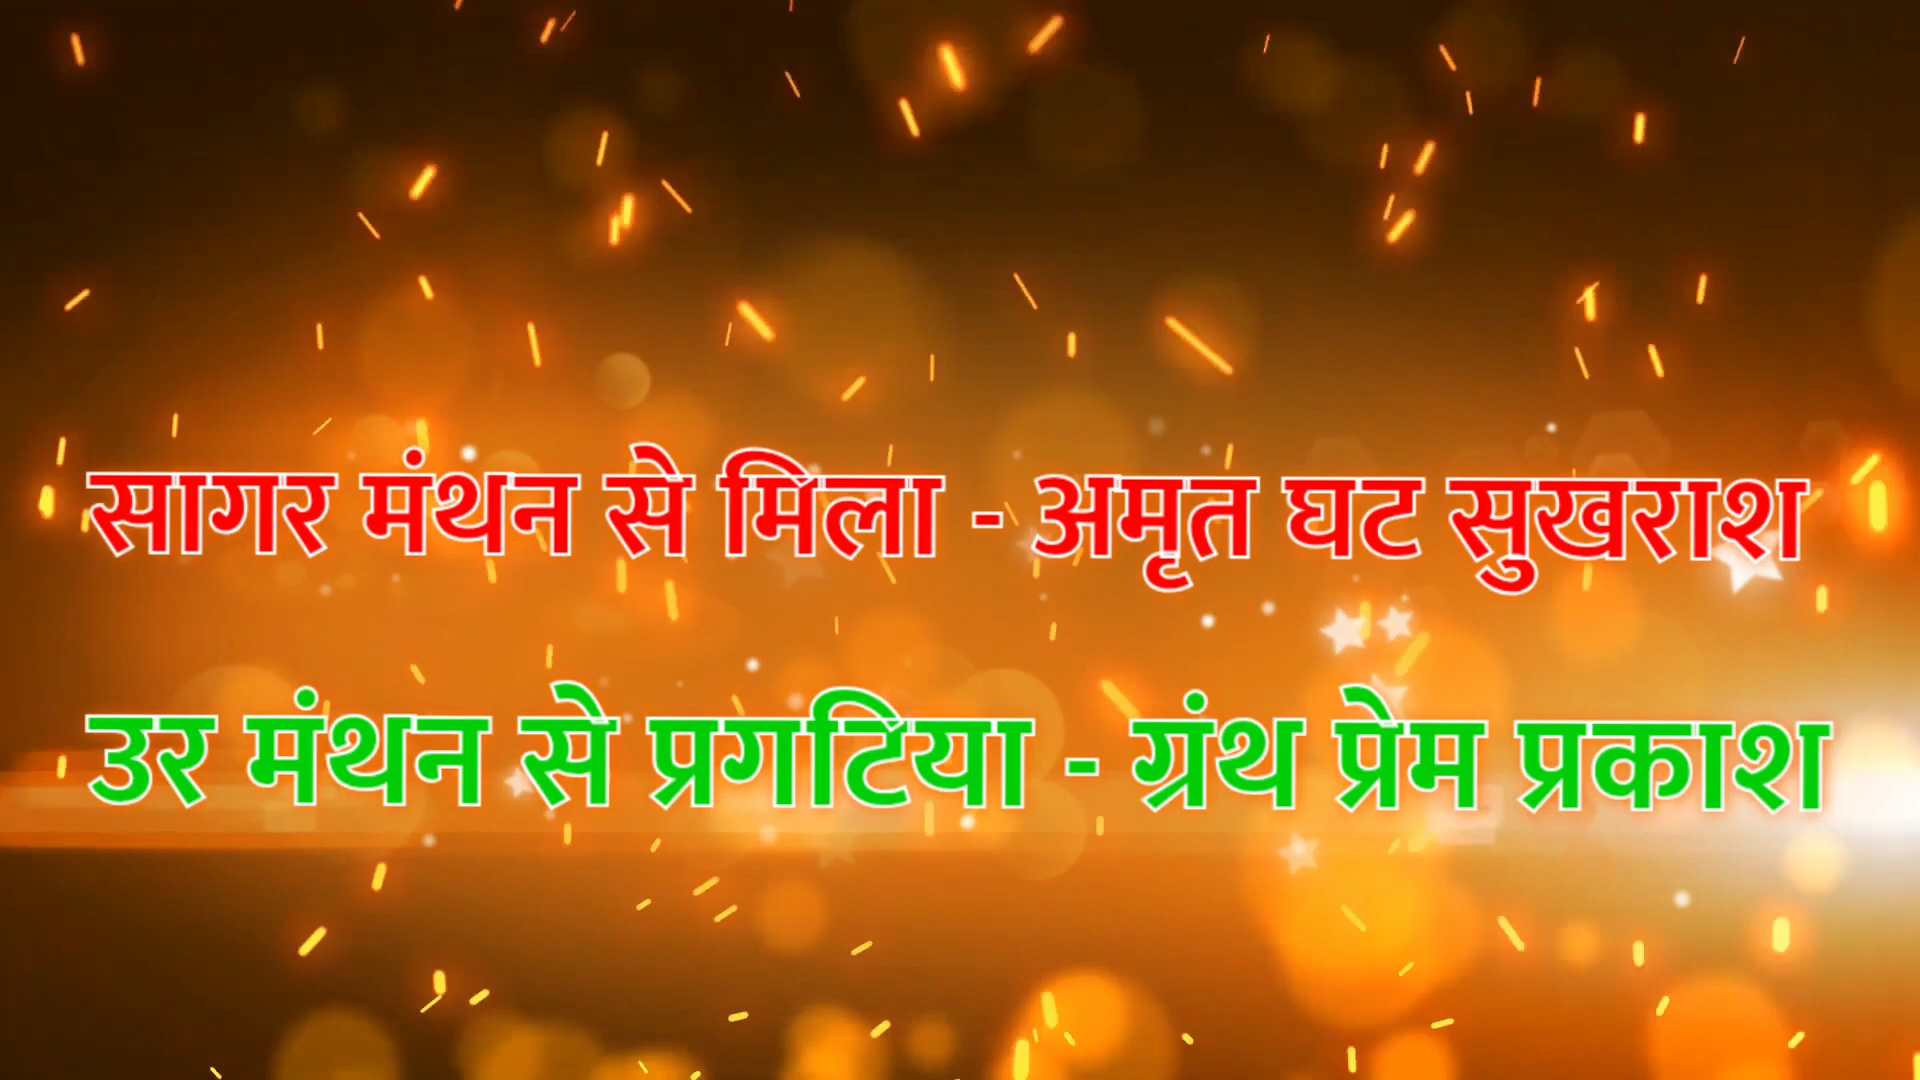 सागर मंथन से मिला - अमृत घट सुखराश
उर मंथन से प्रगटिया - ग्रंथ प्रेम प्रकाश